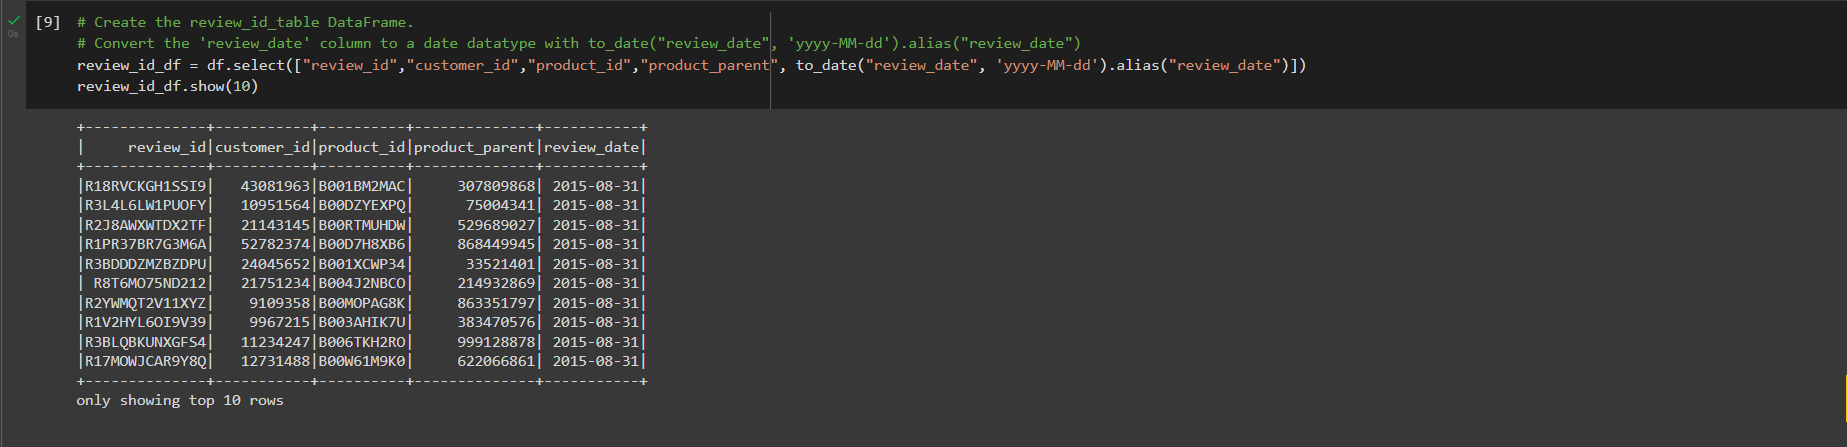 [9] # Create the review_id_table DataFrame.
# Convert the 'review_date' column to a date datatype with to_date("review_date", 'yyyy-MM-dd').alias("review_date")
review_id_df = df.select(["review_id","customer_id","product_id","product_parent", to_date("review_date", 'yyyy-MM-dd').alias("review_date")])
review_id_df.show(10)
0s
+--------------+-----------+----------+--------------+-----------+
|     review_id|customer_id|product_id|product_parent|review_date|
+--------------+-----------+----------+--------------+-----------+
|R18RVCKGH1SSI9|   43081963|B001BM2MAC|     307809868| 2015-08-31|
|R3L4L6LW1PUOFY|   10951564|B00DZYEXPQ|      75004341| 2015-08-31|
|R2J8AWXWTDX2TF|   21143145|B00RTMUHDW|     529689027| 2015-08-31|
|R1PR37BR7G3M6A|   52782374|B00D7H8XB6|     868449945| 2015-08-31|
|R3BDDDZMZBZDPU|   24045652|B001XCWP34|      33521401| 2015-08-31|
| R8T6MO75ND212|   21751234|B004J2NBCO|     214932869| 2015-08-31|
|R2YWMQT2V11XYZ|    9109358|B00MOPAG8K|     863351797| 2015-08-31|
|R1V2HYL6OI9V39|    9967215|B003AHIK7U|     383470576| 2015-08-31|
|R3BLQBKUNXGFS4|   11234247|B006TKH2RO|     999128878| 2015-08-31|
|R17MOWJCAR9Y8Q|   12731488|B00W61M9K0|     622066861| 2015-08-31|
+--------------+-----------+----------+--------------+-----------+
only showing top 10 rows